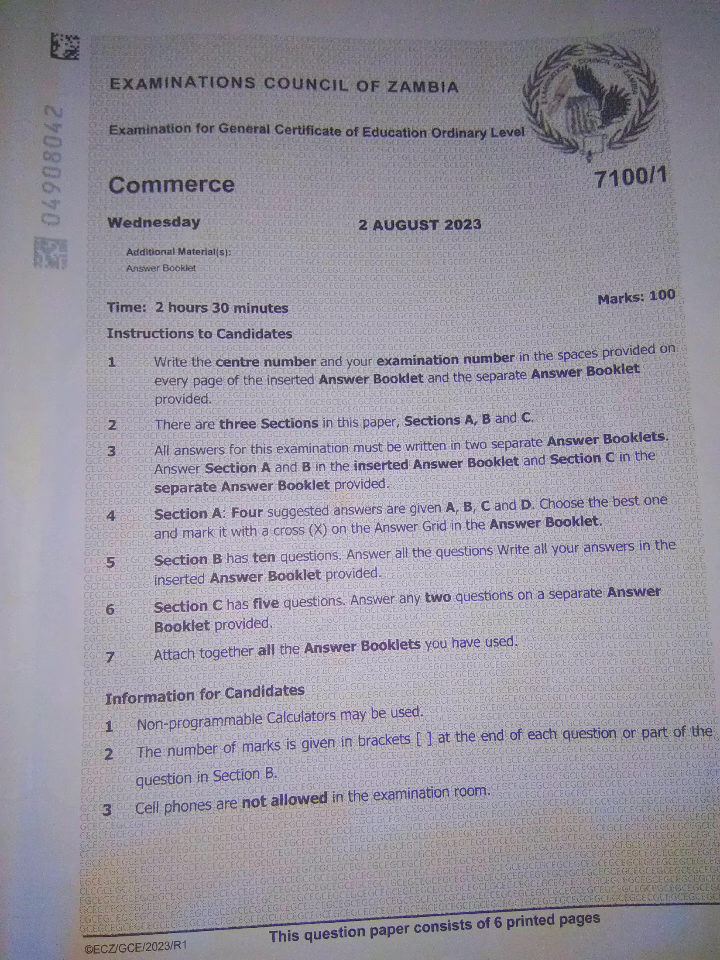 04908042
EXAMINATIONS COUNCIL OF ZAMBIA
Examination for General Certificate of Education Ordinary Level
Commerce
7100/1
Wednesday
2 AUGUST 2023
Additional Material(s):
Answer Booklet
Time: 2 hours 30 minutes
Marks: 100
Instructions to Candidates
1 Write the centre number and your examination number in the spaces provided on
every page of the inserted Answer Booklet and the separate Answer Booklet
provided.
2 There are three Sections in this paper, Sections A, B and C.
3 All answers for this examination must be written in two separate Answer Booklets.
Answer Section A and B in the inserted Answer Booklet and Section C in the
separate Answer Booklet provided.
4 Section A: Four suggested answers are given A, B, C and D. Choose the best one
and mark it with a cross (X) on the Answer Grid in the Answer Booklet.
5 Section B has ten questions. Answer all the questions Write all your answers in the
inserted Answer Booklet provided.
6 Section C has five questions. Answer any two questions on a separate Answer
Booklet provided.
7 Attach together all the Answer Booklets you have used.
Information for Candidates
1 Non-programmable Calculators may be used.
2 The number of marks is given in brackets [ ] at the end of each question or part of the
question in Section B.
3 Cell phones are not allowed in the examination room.
©ECZ/GCE/2023/R1
This question paper consists of 6 printed pages